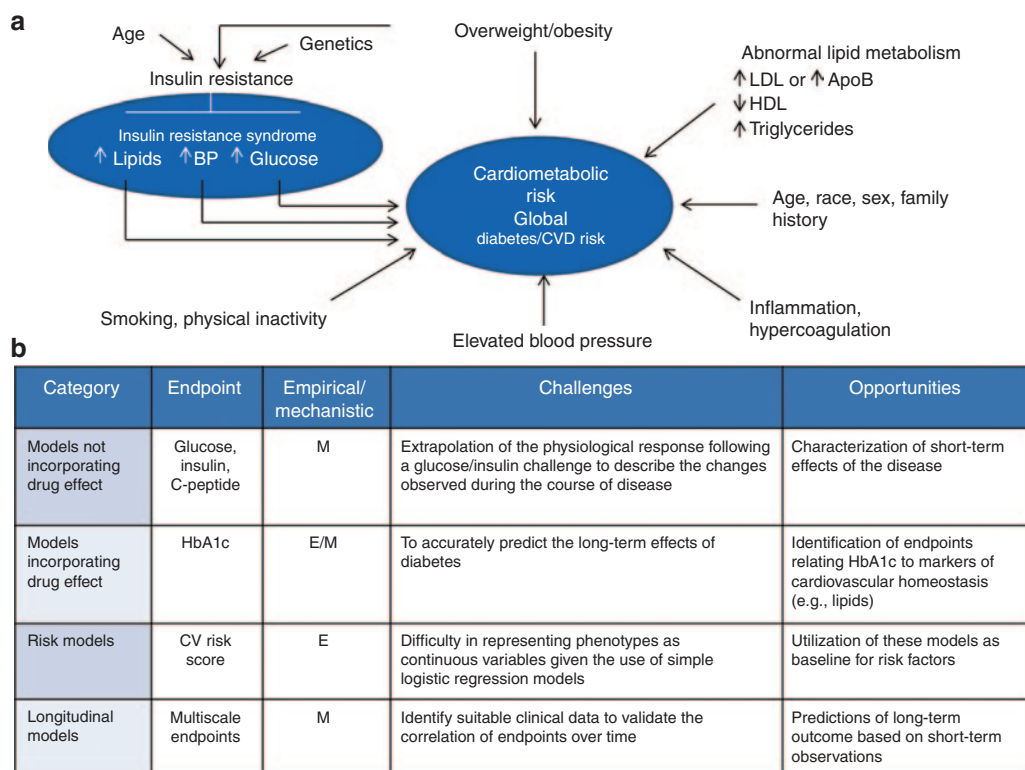 a
Age
Genetics
Overweight/obesity
Abnormal lipid metabolism
↑ LDL or ↑ ApoB
↓ HDL
↑ Triglycerides
Insulin resistance
Insulin resistance syndrome
↑ Lipids ↑ BP ↑ Glucose
Cardiometabolic
risk
Global
diabetes/CVD risk
Age, race, sex, family
history
Smoking, physical inactivity
Elevated blood pressure
Inflammation,
hypercoagulation
b
Category Endpoint Empirical/ Challenges Opportunities
mechanistic
Models not
incorporating
drug effect
Glucose,
insulin,
C-peptide
M
Extrapolation of the physiological response following
a glucose/insulin challenge to describe the changes
observed during the course of disease
Characterization of short-term
effects of the disease
Models
incorporating
drug effect
HbA1c
E/M
To accurately predict the long-term effects of
diabetes
Identification of endpoints
relating HbA1c to markers of
cardiovascular homeostasis
(e.g., lipids)
Risk models
CV risk
score
E
Difficulty in representing phenotypes as
continuous variables given the use of simple
logistic regression models
Utilization of these models as
baseline for risk factors
Longitudinal
models
Multiscale
endpoints
M
Identify suitable clinical data to validate the
correlation of endpoints over time
Predictions of long-term
outcome based on short-term
observations